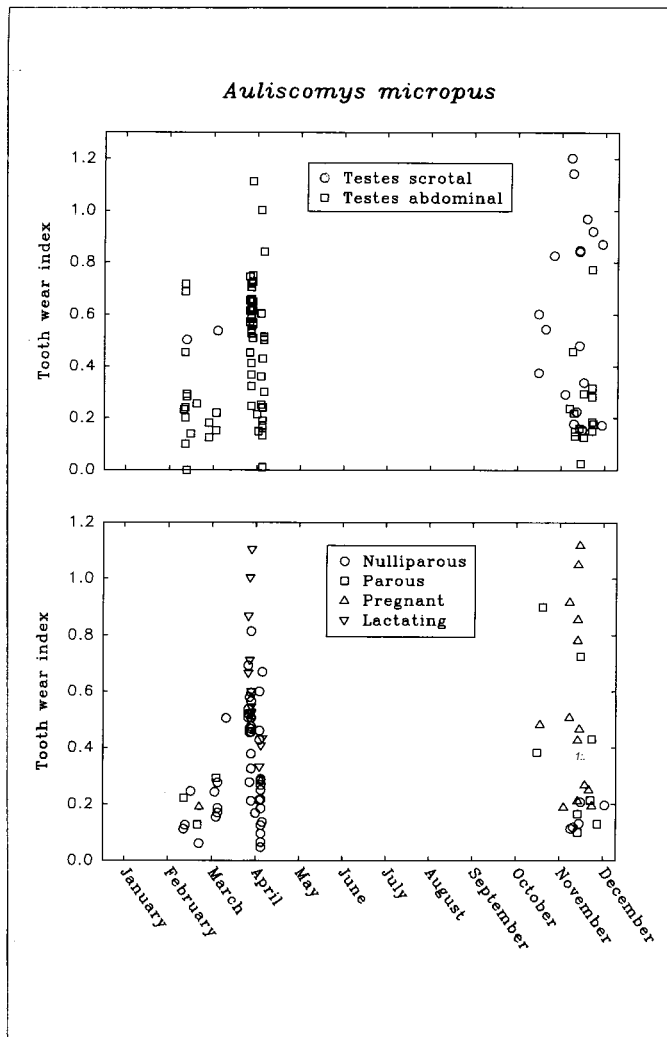 Auliscomys micropus
Tooth wear index
1.2
1.0
0.8
0.6
0.4
0.2
0.0
Testes scrotal
Testes abdominal
Tooth wear index
1.2
1.0
0.8
0.6
0.4
0.2
0.0
Nulliparous
Parous
Pregnant
Lactating
January
February
March
April
May
June
July
August
September
October
November
December